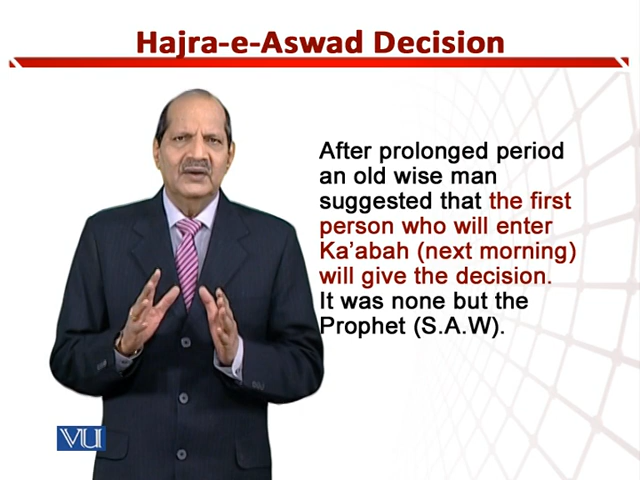 Hajra-e-Aswad Decision
After prolonged period
an old wise man
suggested that the first
person who will enter
Ka'abah (next morning)
will give the decision.
It was none but the
Prophet (S.A.W).
VU